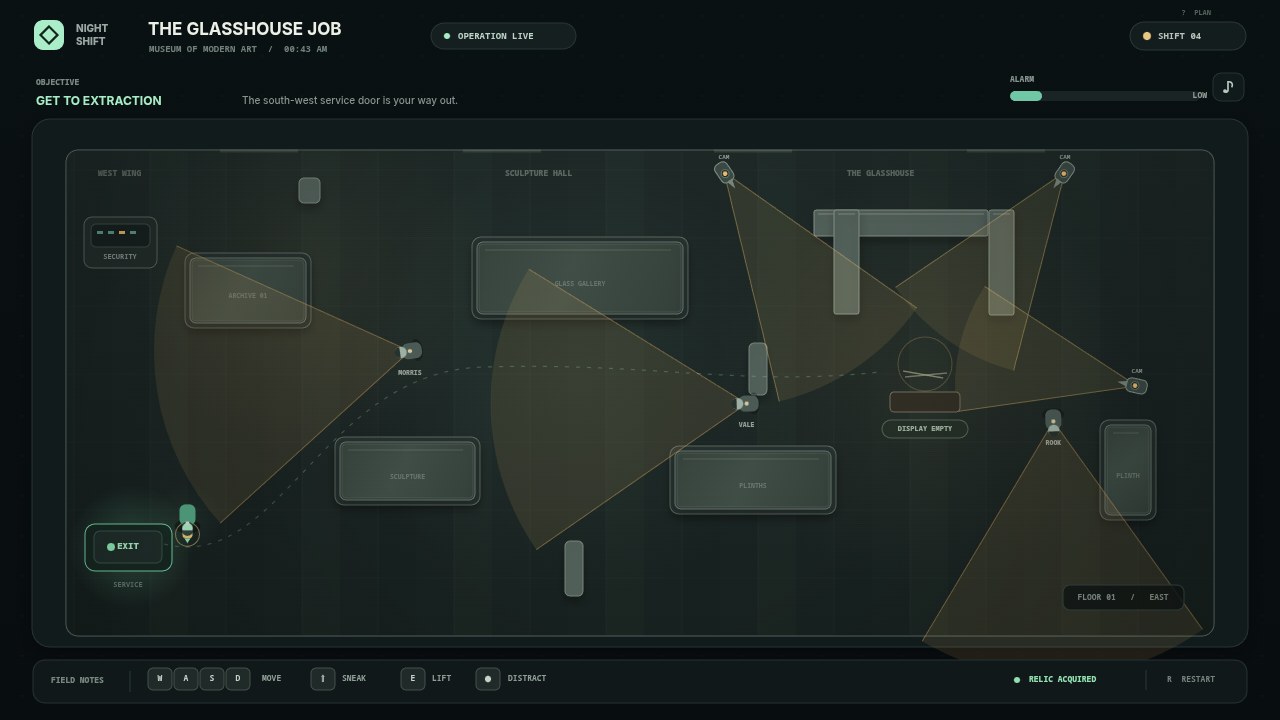 NIGHT
SHIFT
THE GLASSHOUSE JOB
MUSEUM OF MODERN ART / 00:43 AM
OPERATION LIVE
? PLAN
SHIFT 04
OBJECTIVE
GET TO EXTRACTION
The south-west service door is your way out.
ALARM
LOW
WEST WING
SCULPTURE HALL
CAM
THE GLASSHOUSE
CAM
SECURITY
ARCHIVE 01
GLASS GALLERY
MORRIS
CAM
VALE
DISPLAY EMPTY
ROOK
SCULPTURE
PLINTHS
PLINTH
EXIT
SERVICE
FLOOR 01 / EAST
FIELD NOTES
W A S D MOVE
SNEAK
E LIFT
DISTRACT
RELIC ACQUIRED
R RESTART